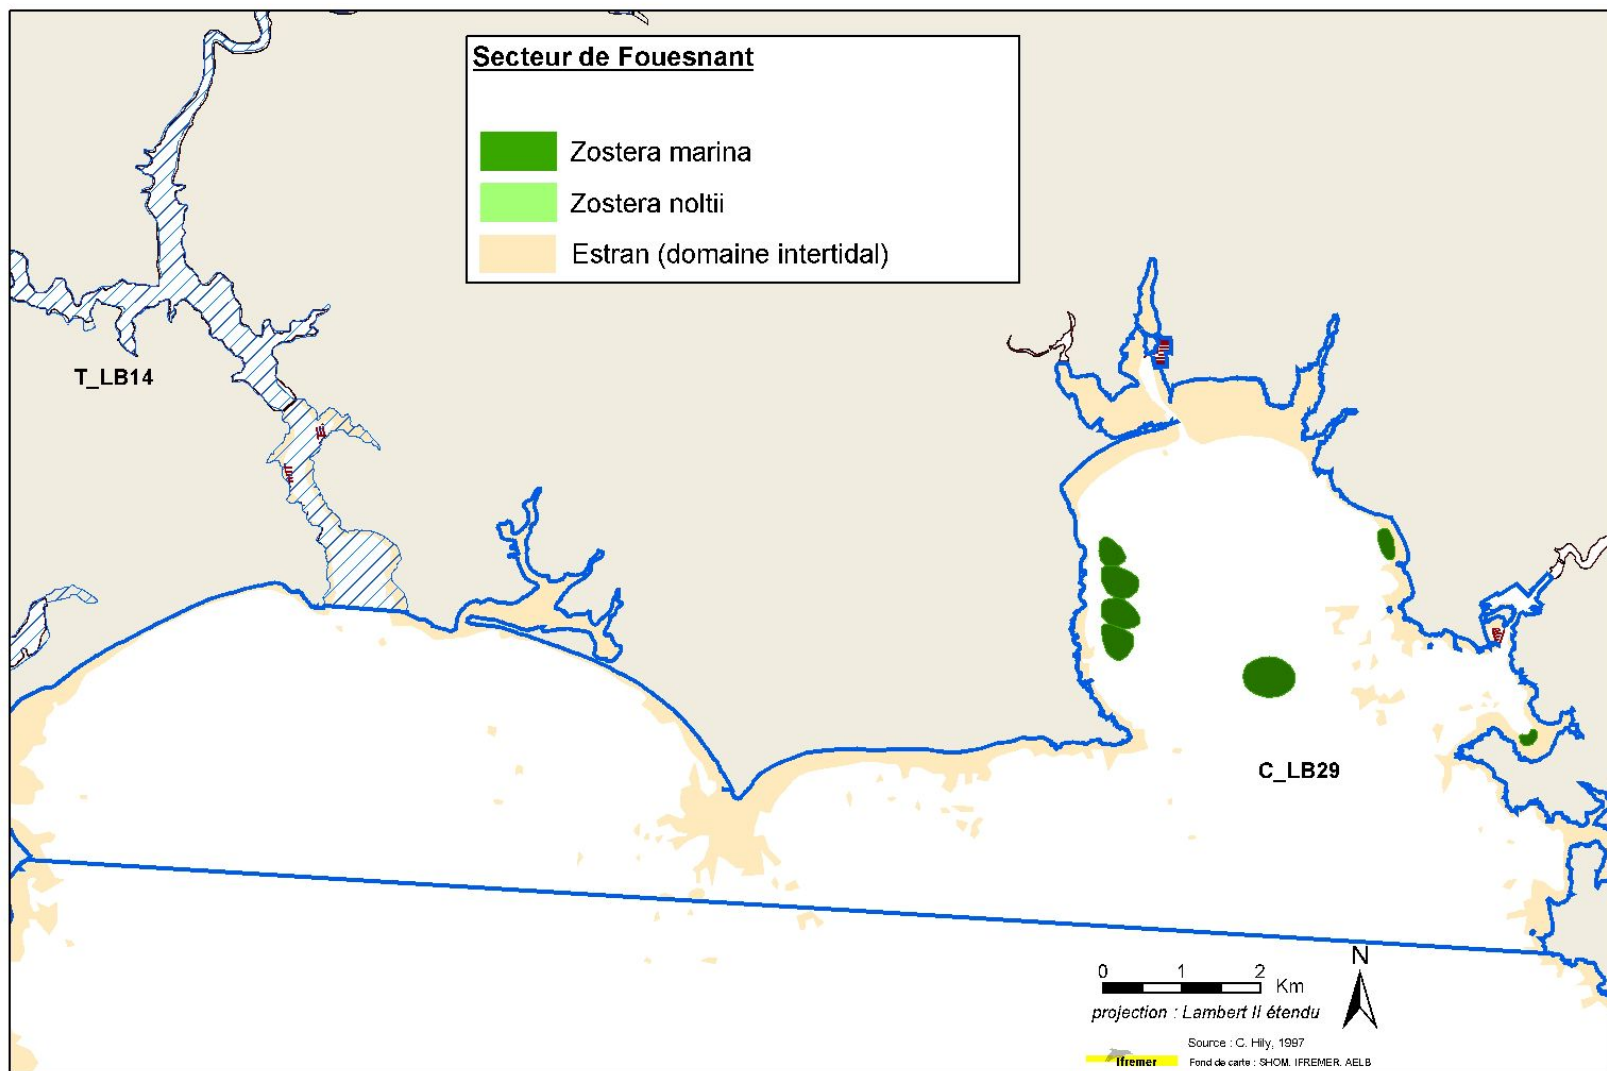 Secteur de Fouesnant
Zostera marina
Zostera noltii
Estran (domaine intertidal)
T_LB14
C_LB29
N
0 1 2
Km
projection : Lambert II étendu
Source : C. Hily, 1997
Ifremer
Fond de carte : SHOM, IFREMER, AELB